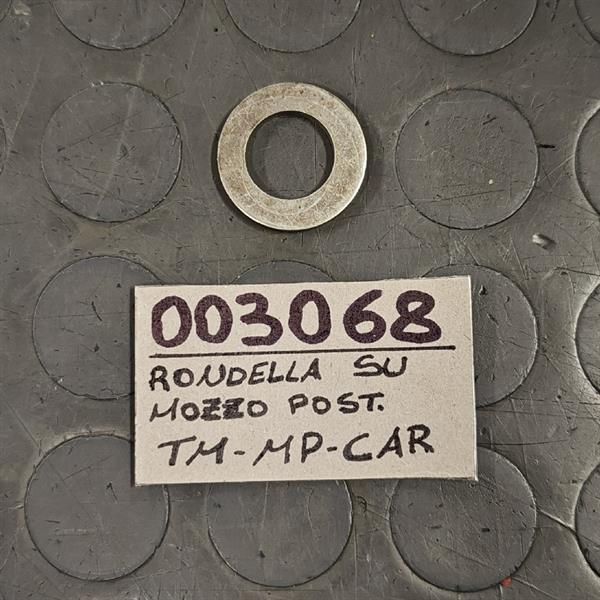 003068
RONDELLA SU
MOZZO POST.
TM-MP-CAR